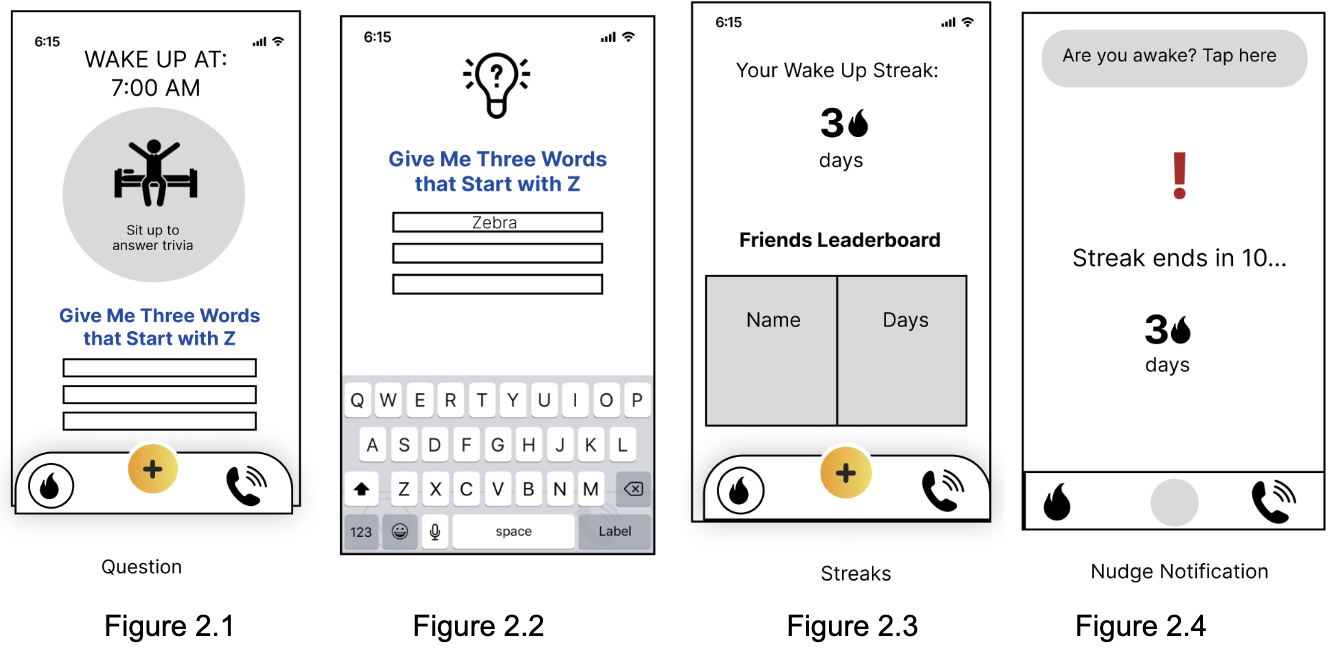 6:15
WAKE UP AT:
7:00 AM
Sit up to
answer trivia
Give Me Three Words
that Start with Z
+
Question
Figure 2.1
6:15
?
Give Me Three Words
that Start with Z
Zebra
Q W E R T Y U I O P
A S D F G H J K L
Z X C V B N M
123 space Label
Figure 2.2
6:15
Your Wake Up Streak:
3
days
Friends Leaderboard
Name Days
+
Streaks
Figure 2.3
Are you awake? Tap here
!
Streak ends in 10...
3
days
Nudge Notification
Figure 2.4